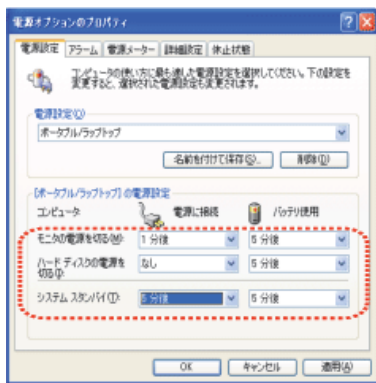 電源オプションのプロパティ
電源設定 アラーム 電源メーター 詳細設定 休止状態
コンピュータの使い方に最も適した電源設定を選択してください。下の設定を
変更すると、選択された電源設定も変更されます。
電源設定(O)
ポータブル/ラップトップ
名前を付けて保存(S)... 削除(D)
[ポータブル/ラップトップ] の電源設定
コンピュータ 電源に接続 バッテリ使用
モニタの電源を切る(M): 1 分後 5 分後
ハード ディスクの電源を なし 5 分後
切る(I):
システム スタンバイ(T): 5 分後 5 分後
OK キャンセル 適用(A)